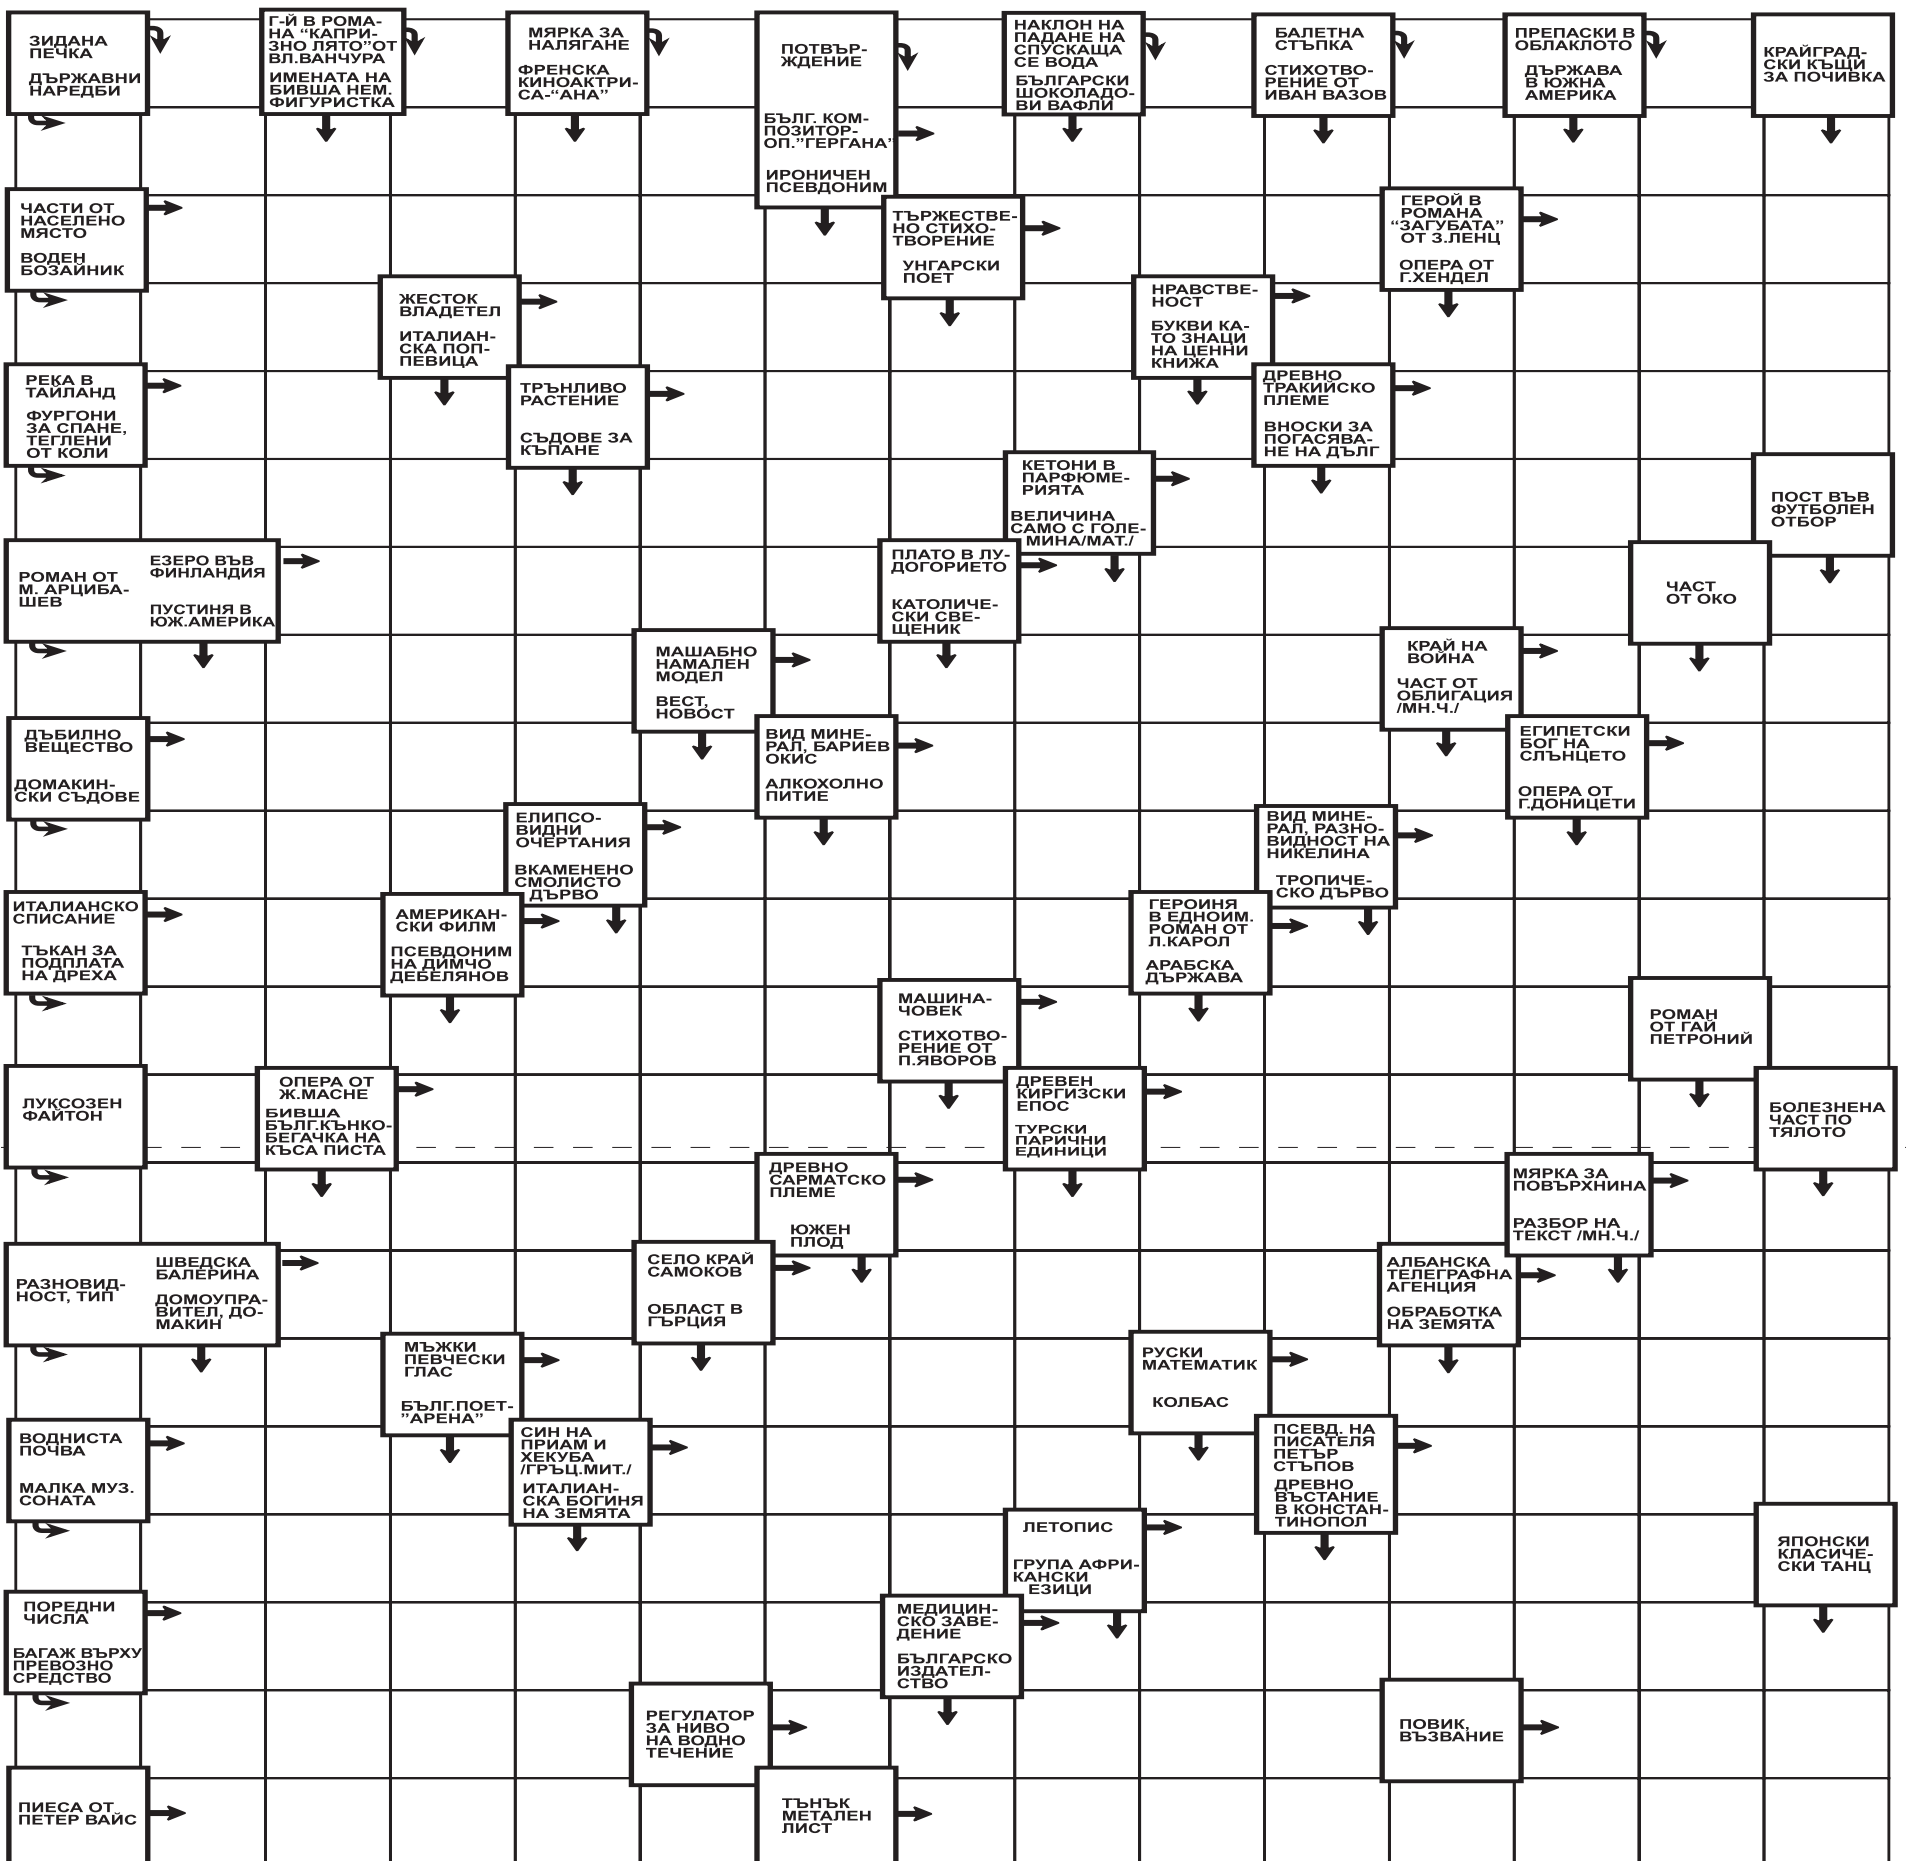 ЗИДАНА
ПЕЧКА
ДЪРЖАВНИ
НАРЕДБИ
Г-Й В РОМА-
НА “КАПРИ-
ЗНО ЛЯТО”ОТ
ВЛ.ВАНЧУРА
ИМЕНАТА НА
БИВША НЕМ.
ФИГУРИСТКА
МЯРКА ЗА
НАЛЯГАНЕ
ФРЕНСКА
КИНОАКТРИ-
СА-“АНА”
ПОТВЪР-
ЖДЕНИЕ
БЪЛГ. КОМ-
ПОЗИТОР-
ОП.”ГЕРГАНА”
ИРОНИЧЕН
ПСЕВДОНИМ
НАКЛОН НА
ПАДАНЕ НА
СПУСКАЩА
СЕ ВОДА
БЪЛГАРСКИ
ШОКОЛАДО-
ВИ ВАФЛИ
БАЛЕТНА
СТЪПКА
СТИХОТВО-
РЕНИЕ ОТ
ИВАН ВАЗОВ
ПРЕПАСКИ В
ОБЛАКЛОТО
ДЪРЖАВА
В ЮЖНА
АМЕРИКА
КРАЙГРАД-
СКИ КЪЩИ
ЗА ПОЧИВКА
ЧАСТИ ОТ
НАСЕЛЕНО
МЯСТО
ВОДЕН
БОЗАЙНИК
ТЪРЖЕСТВЕ-
НО СТИХО-
ТВОРЕНИЕ
УНГАРСКИ
ПОЕТ
ГЕРОЙ В
РОМАНА
“ЗАГУБАТА”
ОТ З.ЛЕНЦ
ОПЕРА ОТ
Г.ХЕНДЕЛ
ЖЕСТОК
ВЛАДЕТЕЛ
ИТАЛИАН-
СКА ПОП-
ПЕВИЦА
НРАВСТВЕ-
НОСТ
БУКВИ КА-
ТО ЗНАЦИ
НА ЦЕННИ
КНИЖА
РЕКА В
ТАЙЛАНД
ФУРГОНИ
ЗА СПАНЕ,
ТЕГЛЕНИ
ОТ КОЛИ
ТРЪНЛИВО
РАСТЕНИЕ
СЪДОВЕ ЗА
КЪПАНЕ
ДРЕВНО
ТРАКИЙСКО
ПЛЕМЕ
ВНОСКИ ЗА
ПОГАСЯВА-
НЕ НА ДЪЛГ
КЕТОНИ В
ПАРФЮМЕ-
РИЯТА
ВЕЛИЧИНА
САМО С ГОЛЕ-
МИНА/МАТ./
ПОСТ ВЪВ
ФУТБОЛЕН
ОТБОР
РОМАН ОТ
М. АРЦИБА-
ШЕВ
ЕЗЕРО ВЪВ
ФИНЛАНДИЯ
ПУСТИНЯ В
ЮЖ.АМЕРИКА
ПЛАТО В ЛУ-
ДОГОРИЕТО
КАТОЛИЧЕ-
СКИ СВЕ-
ЩЕНИК
ЧАСТ
ОТ ОКО
МАШАБНО
НАМАЛЕН
МОДЕЛ
ВЕСТ,
НОВОСТ
КРАЙ НА
ВОЙНА
ЧАСТ ОТ
ОБЛИГАЦИЯ
/МН.Ч./
ДЪБИЛНО
ВЕЩЕСТВО
ДОМАКИН-
СКИ СЪДОВЕ
ВИД МИНЕ-
РАЛ, БАРИЕВ
ОКИС
АЛКОХОЛНО
ПИТИЕ
ЕГИПЕТСКИ
БОГ НА
СЛЪНЦЕТО
ОПЕРА ОТ
Г.ДОНИЦЕТИ
ЕЛИПСО-
ВИДНИ
ОЧЕРТАНИЯ
ВКАМЕНЕНО
СМОЛИСТО
ДЪРВО
ВИД МИНЕ-
РАЛ, РАЗНО-
ВИДНОСТ НА
НИКЕЛИНА
ТРОПИЧЕ-
СКО ДЪРВО
ИТАЛИАНСКО
СПИСАНИЕ
ТЪКАН ЗА
ПОДПЛАТА
НА ДРЕХА
АМЕРИКАН-
СКИ ФИЛМ
ПСЕВДОНИМ
НА ДИМЧО
ДЕБЕЛЯНОВ
ГЕРОИНЯ
В ЕДНОИМ.
РОМАН ОТ
Л.КАРОЛ
АРАБСКА
ДЪРЖАВА
МАШИНА-
ЧОВЕК
СТИХОТВО-
РЕНИЕ ОТ
П.ЯВОРОВ
РОМАН
ОТ ГАЙ
ПЕТРОНИЙ
ЛУКСОЗЕН
ФАЙТОН
ОПЕРА ОТ
Ж.МАСНЕ
БИВША
БЪЛГ.КЪНКО-
БЕГАЧКА НА
КЪСА ПИСТА
ДРЕВЕН
КИРГИЗСКИ
ЕПОС
ТУРСКИ
ПАРИЧНИ
ЕДИНИЦИ
БОЛЕЗНЕНА
ЧАСТ ПО
ТЯЛОТО
ДРЕВНО
САРМАТСКО
ПЛЕМЕ
ЮЖЕН
ПЛОД
МЯРКА ЗА
ПОВЪРХНИНА
РАЗБОР НА
ТЕКСТ /МН.Ч./
РАЗНОВИД-
НОСТ, ТИП
ШВЕДСКА
БАЛЕРИНА
ДОМОУПРА-
ВИТЕЛ, ДО-
МАКИН
СЕЛО КРАЙ
САМОКОВ
ОБЛАСТ В
ГЪРЦИЯ
АЛБАНСКА
ТЕЛЕГРАФНА
АГЕНЦИЯ
ОБРАБОТКА
НА ЗЕМЯТА
МЪЖКИ
ПЕВЧЕСКИ
ГЛАС
БЪЛГ.ПОЕТ-
”АРЕНА”
РУСКИ
МАТЕМАТИК
КОЛБАС
ВОДНИСТА
ПОЧВА
МАЛКА МУЗ.
СОНАТА
СИН НА
ПРИАМ И
ХЕКУБА
/ГРЪЦ.МИТ./
ИТАЛИАН-
СКА БОГИНЯ
НА ЗЕМЯТА
ПСЕВД. НА
ПИСАТЕЛЯ
ПЕТЪР
СТЪПОВ
ДРЕВНО
ВЪСТАНИЕ
В КОНСТАН-
ТИНОПОЛ
ЛЕТОПИС
ГРУПА АФРИ-
КАНСКИ
ЕЗИЦИ
ЯПОНСКИ
КЛАСИЧЕ-
СКИ ТАНЦ
ПОРЕДНИ
ЧИСЛА
БАГАЖ ВЪРХУ
ПРЕВОЗНО
СРЕДСТВО
МЕДИЦИН-
СКО ЗАВЕ-
ДЕНИЕ
БЪЛГАРСКО
ИЗДАТЕЛ-
СТВО
РЕГУЛАТОР
ЗА НИВО
НА ВОДНО
ТЕЧЕНИЕ
ПОВИК,
ВЪЗВАНИЕ
ПИЕСА ОТ
ПЕТЕР ВАЙС
ТЪНЪК
МЕТАЛЕН
ЛИСТ